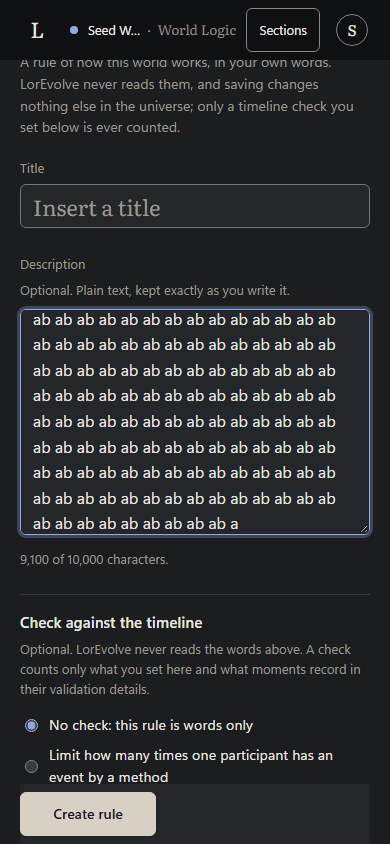 L
Seed W... · World Logic
Sections
S
A rule of how this world works, in your own words.
LorEvolve never reads them, and saving changes
nothing else in the universe; only a timeline check you
set below is ever counted.
Title
Insert a title
Description
Optional. Plain text, kept exactly as you write it.
ab ab ab ab ab ab ab ab ab ab ab ab ab ab
ab ab ab ab ab ab ab ab ab ab ab ab ab ab
ab ab ab ab ab ab ab ab ab ab ab ab ab ab
ab ab ab ab ab ab ab ab ab ab ab ab ab ab
ab ab ab ab ab ab ab ab ab ab ab ab ab ab
ab ab ab ab ab ab ab ab ab ab ab ab ab ab
ab ab ab ab ab ab ab ab ab ab ab ab ab ab
ab ab ab ab ab ab ab ab ab ab ab ab ab ab
ab ab ab ab ab ab ab ab ab a
9,100 of 10,000 characters.
Check against the timeline
Optional. LorEvolve never reads the words above. A check
counts only what you set here and what moments record in
their validation details.
No check: this rule is words only
Limit how many times one participant has an
event by a method
Create rule